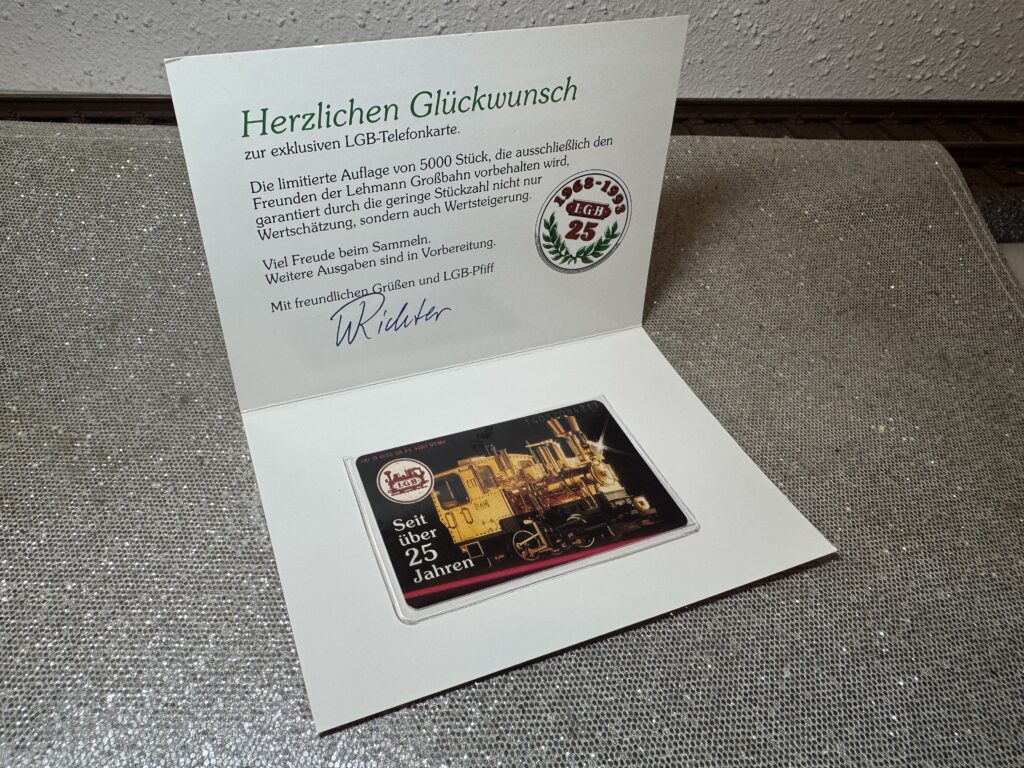 Herzlichen Glückwunsch
zur exklusiven LGB-Telefonkarte.
Die limitierte Auflage von 5000 Stück, die ausschließlich den
Freunden der Lehmann Großbahn vorbehalten wird,
garantiert durch die geringe Stückzahl nicht nur
Wertschätzung, sondern auch Wertsteigerung.
Viel Freude beim Sammeln.
Weitere Ausgaben sind in Vorbereitung.
Mit freundlichen Grüßen und LGB-Pfiff
WRichter
1968-1993
LGB
25
LGB
Seit
über
25
Jahren